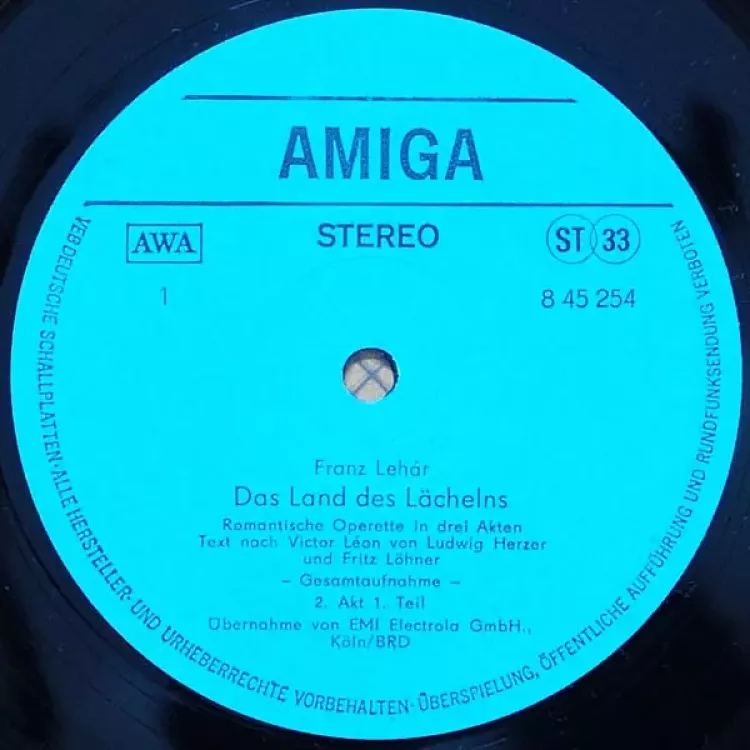 AMIGA
AWA
STEREO
ST 33
1
8 45 254
Franz Lehár
Das Land des Lächelns
Romantische Operette in drei Akten
Text nach Victor Léon von Ludwig Herzer
und Fritz Löhner
– Gesamtaufnahme –
2. Akt 1. Teil
Übernahme von EMI Electrola GmbH.,
Köln/BRD
VEB DEUTSCHE SCHALLPLATTEN · ALLE HERSTELLER- UND URHEBERRECHTE VORBEHALTEN · ÜBERSPIELUNG, ÖFFENTLICHE AUFFÜHRUNG UND RUNDFUNKSENDUNG VERBOTEN